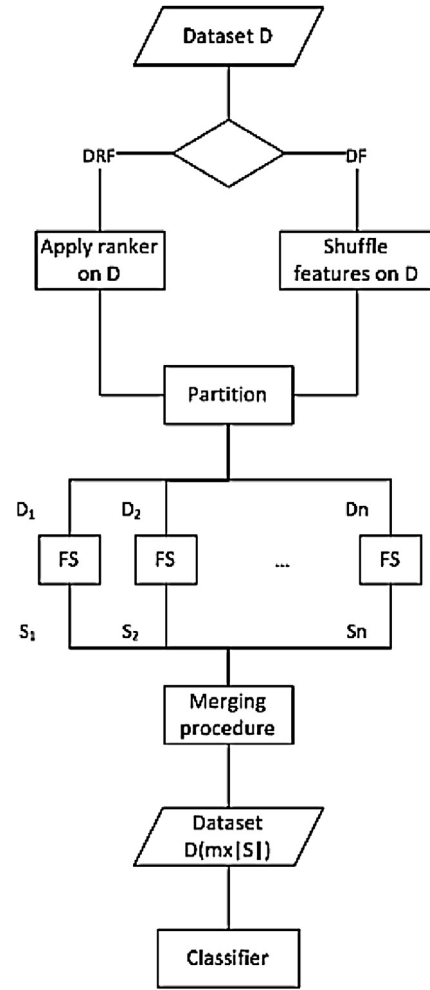 Dataset D
DRF
DF
Apply ranker
on D
Shuffle
features on D
Partition
D₁
D₂
Dn
FS
FS
...
FS
S₁
S₂
Sn
Merging
procedure
Dataset
D(mx|S|)
Classifier